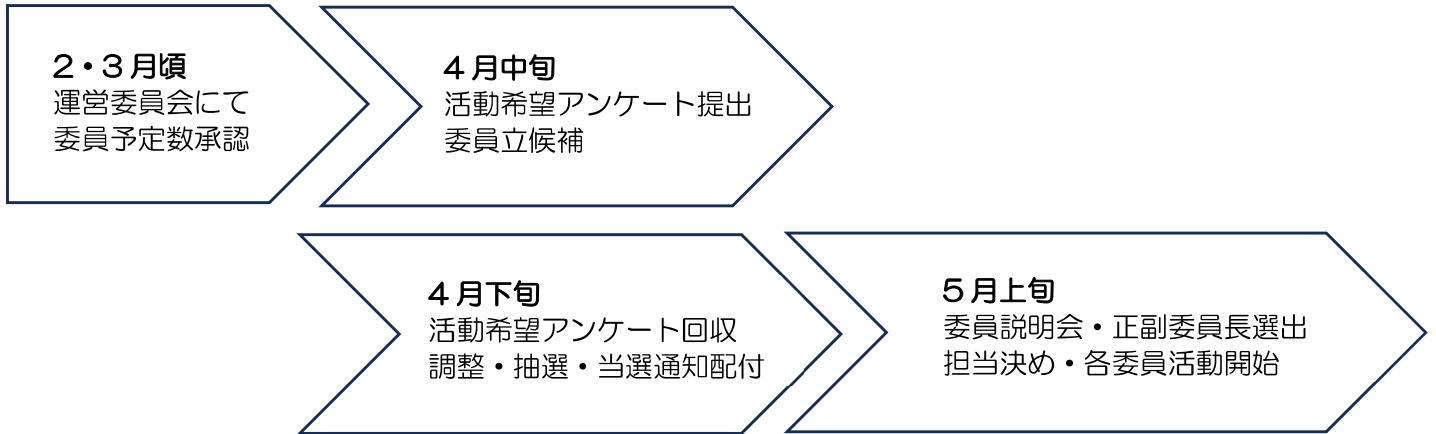 2・3月頃
運営委員会にて
委員予定数承認
4月中旬
活動希望アンケート提出
委員立候補
4月下旬
活動希望アンケート回収
調整・抽選・当選通知配付
5月上旬
委員説明会・正副委員長選出
担当決め・各委員活動開始